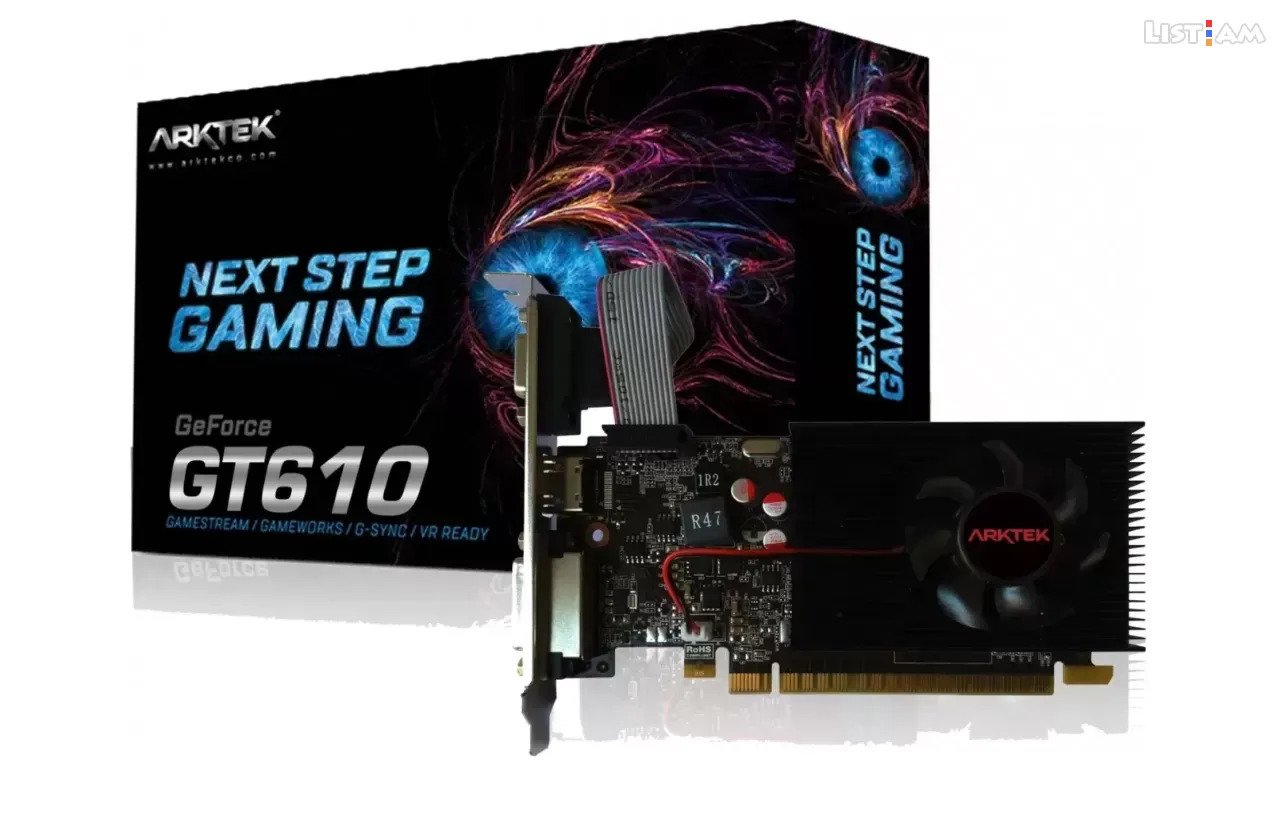 LIST.AM
ARKTEK®
www.arktekco.com
NEXT STEP
GAMING
GeForce
GT610
GAMESTREAM / GAMEWORKS / G-SYNC / VR READY
NEXT STEP
GAMING
1R2
R47
ARKTEK
RoHS